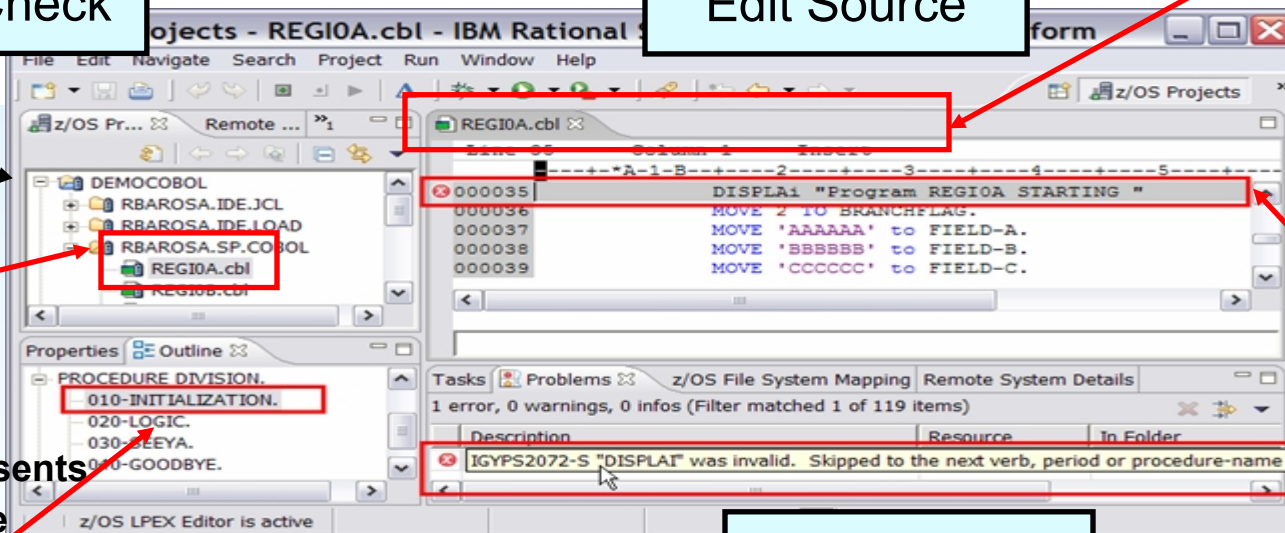 Check
Edit Source
ojects - REGI0A.cbl - IBM Rational
form
File Edit Navigate Search Project Run Window Help
z/OS Projects
z/OS Pr... Remote ... »1
REGI0A.cbl
Line 35 Column 1 Insert
----+-*A-1-B--+----2----+----3----+----4----+----5----+----
DEMOCOBOL
RBAROSA.IDE.JCL
RBAROSA.IDE.LOAD
RBAROSA.SP.COBOL
REGI0A.cbl
REGI0B.cbl
000035 DISPLAi "Program REGI0A STARTING "
000036 MOVE 2 TO BRANCHFLAG.
000037 MOVE 'AAAAAA' to FIELD-A.
000038 MOVE 'BBBBBB' to FIELD-B.
000039 MOVE 'CCCCCC' to FIELD-C.
Properties Outline
PROCEDURE DIVISION.
010-INITIALIZATION.
020-LOGIC.
030-SEEYA.
040-GOODBYE.
sents
e
Tasks Problems z/OS File System Mapping Remote System Details
1 error, 0 warnings, 0 infos (Filter matched 1 of 119 items)
Description Resource In Folder
IGYPS2072-S "DISPLAI" was invalid. Skipped to the next verb, period or procedure-name
z/OS LPEX Editor is active